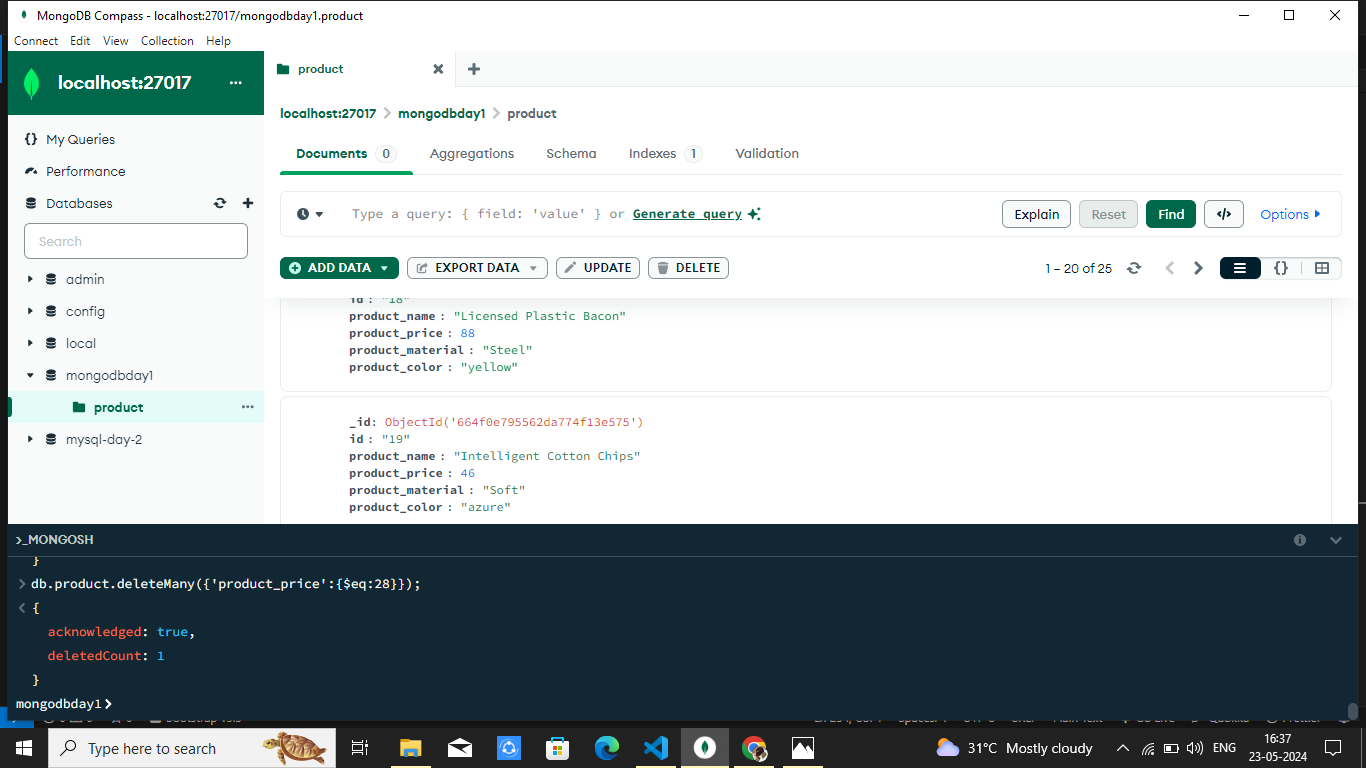 MongoDB Compass - localhost:27017/mongodbday1.product
Connect Edit View Collection Help
localhost:27017 ...
My Queries
Performance
Databases
Search
admin
config
local
mongodbday1
product ...
mysql-day-2
product
localhost:27017 > mongodbday1 > product
Documents 0 Aggregations Schema Indexes 1 Validation
Type a query: { field: 'value' } or Generate query
Explain Reset Find </> Options
ADD DATA EXPORT DATA UPDATE DELETE
1 – 20 of 25 {}
id : "18"
product_name : "Licensed Plastic Bacon"
product_price : 88
product_material : "Steel"
product_color : "yellow"
_id: ObjectId('664f0e795562da774f13e575')
id : "19"
product_name : "Intelligent Cotton Chips"
product_price : 46
product_material : "Soft"
product_color : "azure"
>_MONGOSH
}
> db.product.deleteMany({'product_price':{$eq:28}});
< {
acknowledged: true,
deletedCount: 1
}
mongodbday1>
Type here to search
31°C Mostly cloudy
ENG
16:37
23-05-2024